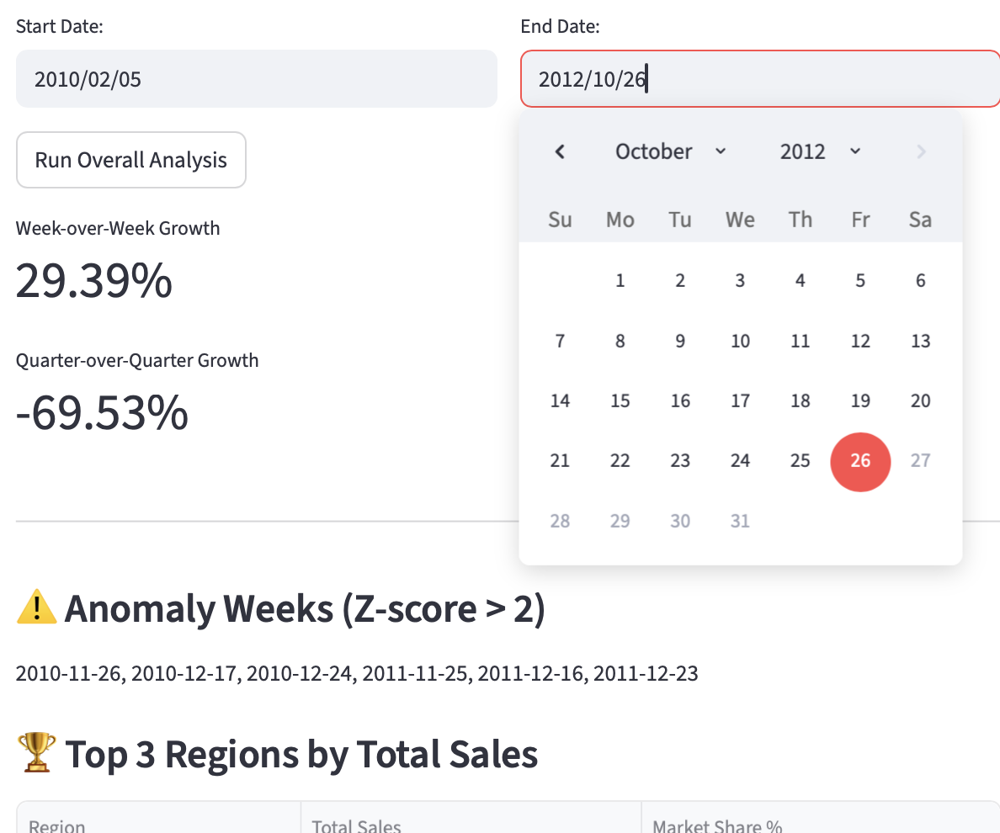 Start Date:
End Date:
2010/02/05
2012/10/26
Run Overall Analysis
October 2012
Su Mo Tu We Th Fr Sa
1 2 3 4 5 6
7 8 9 10 11 12 13
14 15 16 17 18 19 20
21 22 23 24 25 26 27
28 29 30 31
Week-over-Week Growth
29.39%
Quarter-over-Quarter Growth
-69.53%
Anomaly Weeks (Z-score > 2)
2010-11-26, 2010-12-17, 2010-12-24, 2011-11-25, 2011-12-16, 2011-12-23
Top 3 Regions by Total Sales
Region Total Sales Market Share %